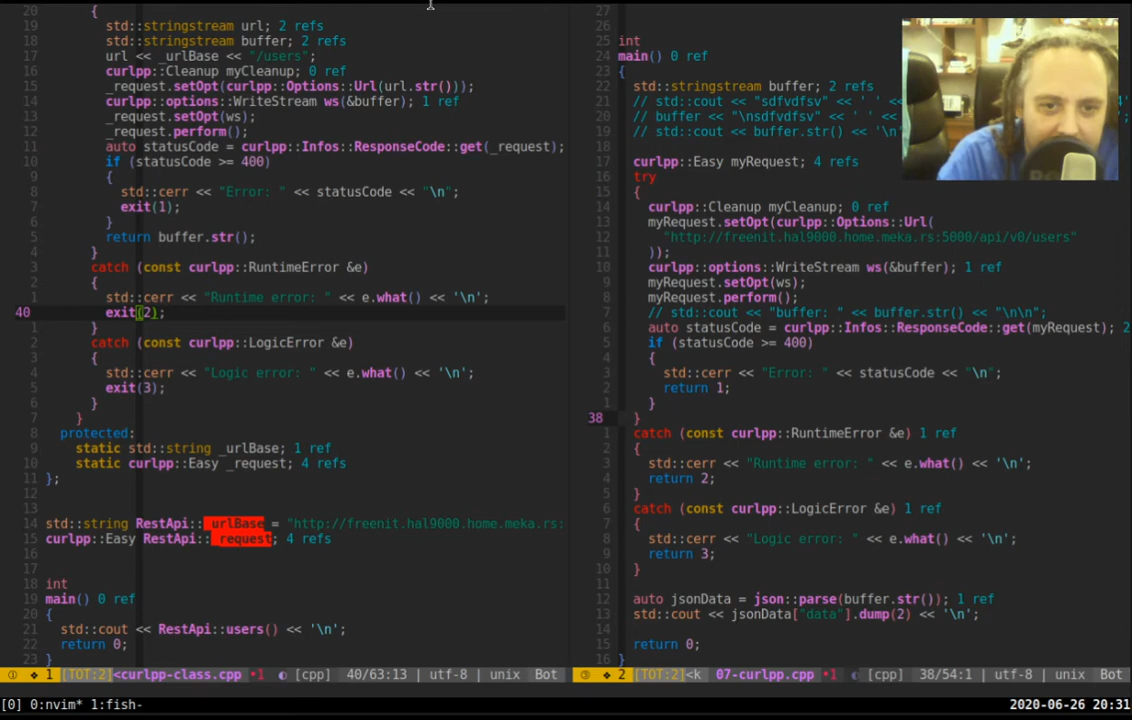 20 {
19 std::stringstream url; 2 refs
18 std::stringstream buffer; 2 refs
17 url << _urlBase << "/users";
16 curlpp::Cleanup myCleanup; 0 ref
15 _request.setOpt(curlpp::Options::Url(url.str()));
14 curlpp::options::WriteStream ws(&buffer); 1 ref
13 _request.setOpt(ws);
12 _request.perform();
11 auto statusCode = curlpp::Infos::ResponseCode::get(_request);
10 if (statusCode >= 400)
9 {
8 std::cerr << "Error: " << statusCode << "\n";
7 exit(1);
6 }
5 return buffer.str();
4 }
3 catch (const curlpp::RuntimeError &e)
2 {
1 std::cerr << "Runtime error: " << e.what() << '\n';
40 exit(2);
1 }
2 catch (const curlpp::LogicError &e)
3 {
4 std::cerr << "Logic error: " << e.what() << '\n';
5 exit(3);
6 }
7 }
8 protected:
9 static std::string _urlBase; 1 ref
10 static curlpp::Easy _request; 4 refs
11 };
12
13
14 std::string RestApi::_urlBase = "http://freenit.hal9000.home.meka.rs:
15 curlpp::Easy RestApi::_request; 4 refs
16
17
18 int
19 main() 0 ref
20 {
21 std::cout << RestApi::users() << '\n';
22 return 0;
23 }
1 ❖ 1 [TOT:2]<curlpp-class.cpp •1 [cpp] 40/63:13 | utf-8 | unix Bot
27
26
25 int
24 main() 0 ref
23 {
22 std::stringstream buffer; 2 refs
21 // std::cout << "sdfvdfsv" << ' ' <<
20 // buffer << "\nsdfvdfsv" << ' ' <<
19 // std::cout << buffer.str() << '\n'
18
17 curlpp::Easy myRequest; 4 refs
16 try
15 {
14 curlpp::Cleanup myCleanup; 0 ref
13 myRequest.setOpt(curlpp::Options::Url(
12 "http://freenit.hal9000.home.meka.rs:5000/api/v0/users"
11 ));
10 curlpp::options::WriteStream ws(&buffer); 1 ref
9 myRequest.setOpt(ws);
8 myRequest.perform();
7 // std::cout << "buffer: " << buffer.str() << "\n\n";
6 auto statusCode = curlpp::Infos::ResponseCode::get(myRequest); 2
5 if (statusCode >= 400)
4 {
3 std::cerr << "Error: " << statusCode << "\n";
2 return 1;
1 }
38 }
1 catch (const curlpp::RuntimeError &e) 1 ref
2 {
3 std::cerr << "Runtime error: " << e.what() << '\n';
4 return 2;
5 }
6 catch (const curlpp::LogicError &e) 1 ref
7 {
8 std::cerr << "Logic error: " << e.what() << '\n';
9 return 3;
10 }
11
12 auto jsonData = json::parse(buffer.str()); 1 ref
13 std::cout << jsonData["data"].dump(2) << '\n';
14
15 return 0;
16 }
3 ❖ 2 [TOT:2]<k 07-curlpp.cpp •1 [cpp] 38/54:1 | utf-8 | unix Bot
[0] 0:nvim* 1:fish- 2020-06-26 20:31